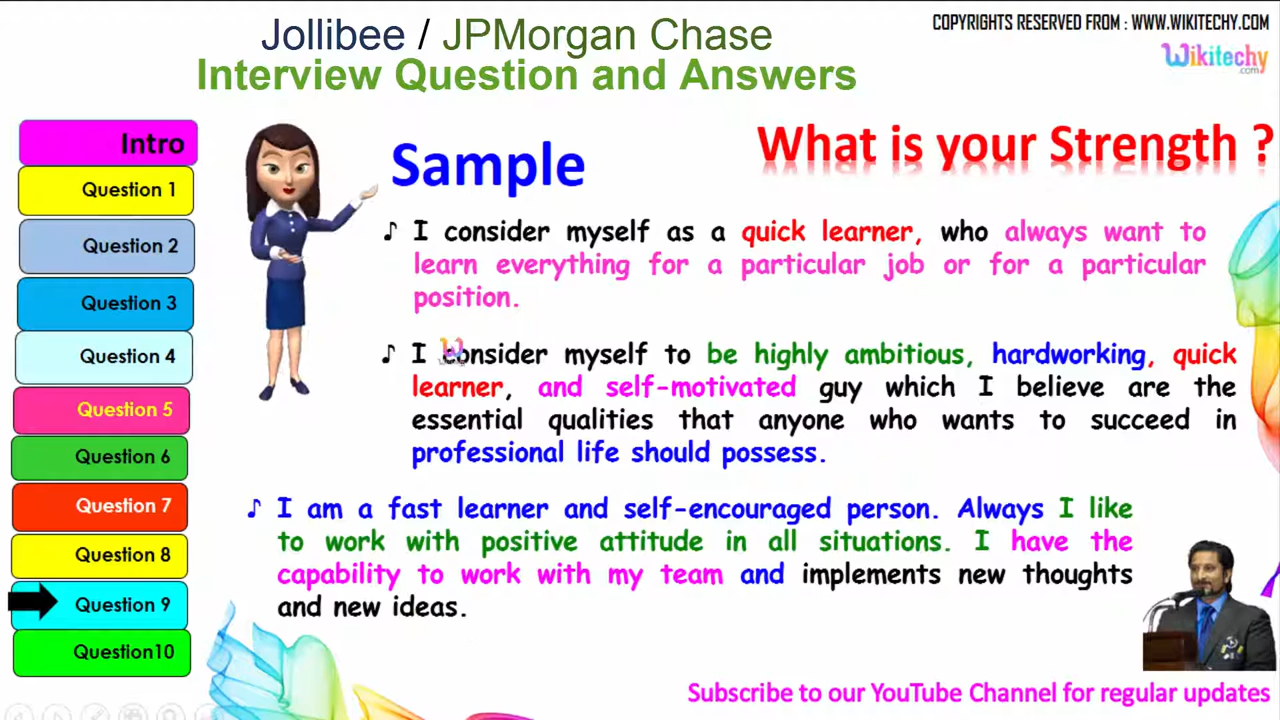 Jollibee / JPMorgan Chase
Interview Question and Answers
COPYRIGHTS RESERVED FROM : WWW.WIKITECHY.COM
Wikitechy
.com
Intro
Question 1
Question 2
Question 3
Question 4
Question 5
Question 6
Question 7
Question 8
Question 9
Question10
Sample
What is your Strength ?
♪ I consider myself as a quick learner, who always want to
learn everything for a particular job or for a particular
position.
♪ I consider myself to be highly ambitious, hardworking, quick
learner, and self-motivated guy which I believe are the
essential qualities that anyone who wants to succeed in
professional life should possess.
♪ I am a fast learner and self-encouraged person. Always I like
to work with positive attitude in all situations. I have the
capability to work with my team and implements new thoughts
and new ideas.
Subscribe to our YouTube Channel for regular updates